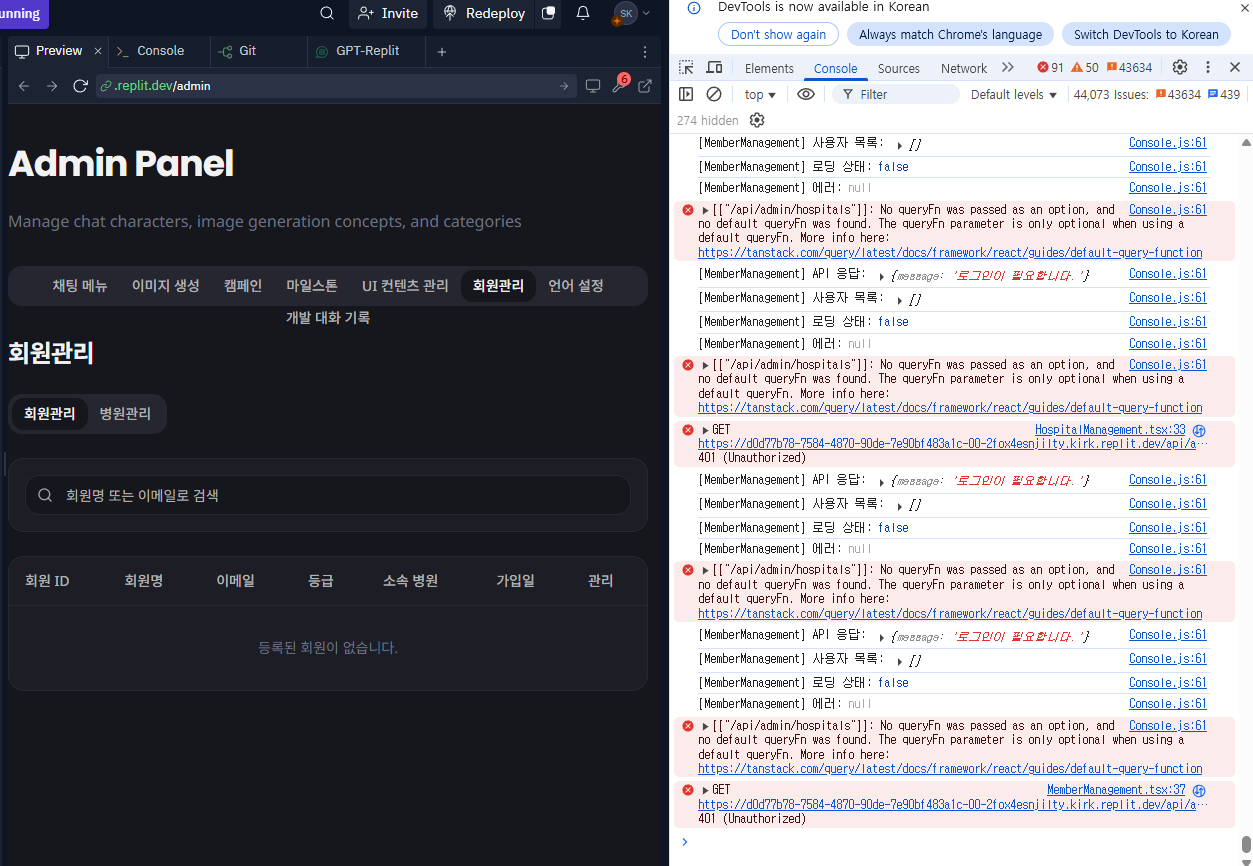 unning
Invite
Redeploy
SK
Preview
Console
Git
GPT-Replit
.replit.dev/admin
6
Admin Panel
Manage chat characters, image generation concepts, and categories
채팅 메뉴 이미지 생성 캠페인 마일스톤 UI 컨텐츠 관리 회원관리 언어 설정
개발 대화 기록
회원관리
회원관리 병원관리
회원명 또는 이메일로 검색
회원 ID 회원명 이메일 등급 소속 병원 가입일 관리
등록된 회원이 없습니다.
DevTools is now available in Korean
Don't show again Always match Chrome's language Switch DevTools to Korean
Elements Console Sources Network 91 50 43634
top Filter Default levels 44,073 Issues: 43634 439
274 hidden
[MemberManagement] 사용자 목록: ▶ [] Console.js:61
[MemberManagement] 로딩 상태: false Console.js:61
[MemberManagement] 에러: null Console.js:61
▶[["/api/admin/hospitals"]]: No queryFn was passed as an option, and Console.js:61
no default queryFn was found. The queryFn parameter is only optional when using a
default queryFn. More info here:
https://tanstack.com/query/latest/docs/framework/react/guides/default-query-function
[MemberManagement] API 응답: ▶ {message: '로그인이 필요합니다.'} Console.js:61
[MemberManagement] 사용자 목록: ▶ [] Console.js:61
[MemberManagement] 로딩 상태: false Console.js:61
[MemberManagement] 에러: null Console.js:61
▶[["/api/admin/hospitals"]]: No queryFn was passed as an option, and Console.js:61
no default queryFn was found. The queryFn parameter is only optional when using a
default queryFn. More info here:
https://tanstack.com/query/latest/docs/framework/react/guides/default-query-function
▶GET HospitalManagement.tsx:33
https://d0d77b78-7584-4870-90de-7e90bf483a1c-00-2fox4esnjilty.kirk.replit.dev/api/a…
401 (Unauthorized)
[MemberManagement] API 응답: ▶ {message: '로그인이 필요합니다.'} Console.js:61
[MemberManagement] 사용자 목록: ▶ [] Console.js:61
[MemberManagement] 로딩 상태: false Console.js:61
[MemberManagement] 에러: null Console.js:61
▶[["/api/admin/hospitals"]]: No queryFn was passed as an option, and Console.js:61
no default queryFn was found. The queryFn parameter is only optional when using a
default queryFn. More info here:
https://tanstack.com/query/latest/docs/framework/react/guides/default-query-function
[MemberManagement] API 응답: ▶ {message: '로그인이 필요합니다.'} Console.js:61
[MemberManagement] 사용자 목록: ▶ [] Console.js:61
[MemberManagement] 로딩 상태: false Console.js:61
[MemberManagement] 에러: null Console.js:61
▶[["/api/admin/hospitals"]]: No queryFn was passed as an option, and Console.js:61
no default queryFn was found. The queryFn parameter is only optional when using a
default queryFn. More info here:
https://tanstack.com/query/latest/docs/framework/react/guides/default-query-function
▶GET MemberManagement.tsx:37
https://d0d77b78-7584-4870-90de-7e90bf483a1c-00-2fox4esnjilty.kirk.replit.dev/api/a…
401 (Unauthorized)